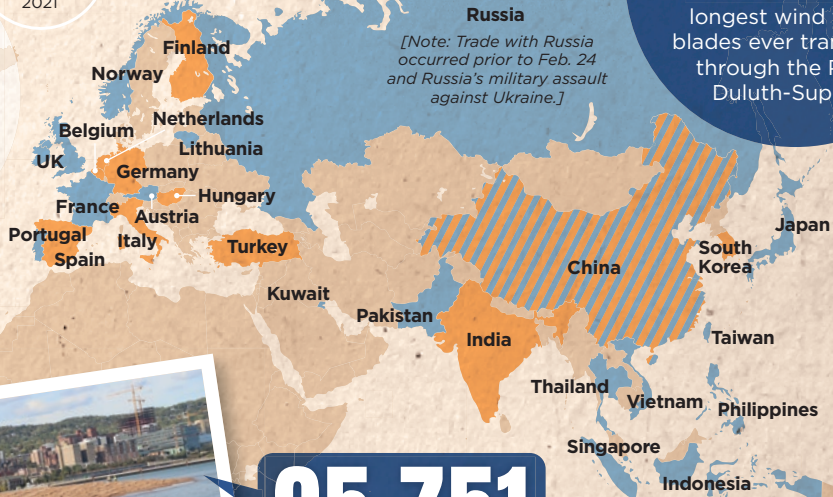 2021
Russia
[Note: Trade with Russia
occurred prior to Feb. 24
and Russia's military assault
against Ukraine.]
longest wind
blades ever
through the
Duluth-Sup
Finland
Norway
Netherlands
Belgium
Lithuania
UK
Germany
Hungary
France
Austria
Portugal
Italy
Spain
Turkey
Kuwait
Pakistan
India
China
South
Korea
Japan
Taiwan
Thailand
Vietnam
Philippines
Singapore
Indonesia